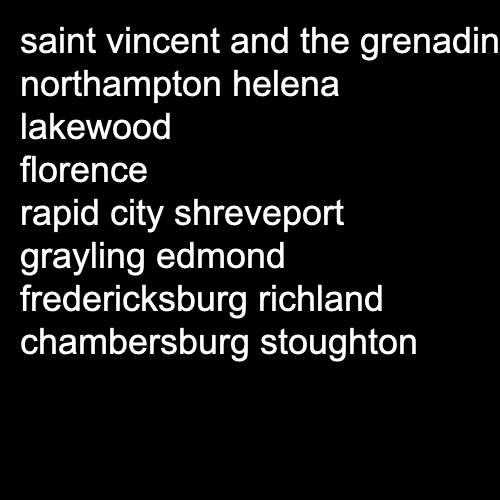 saint vincent and the grenadin
northampton helena
lakewood
florence
rapid city shreveport
grayling edmond
fredericksburg richland
chambersburg stoughton